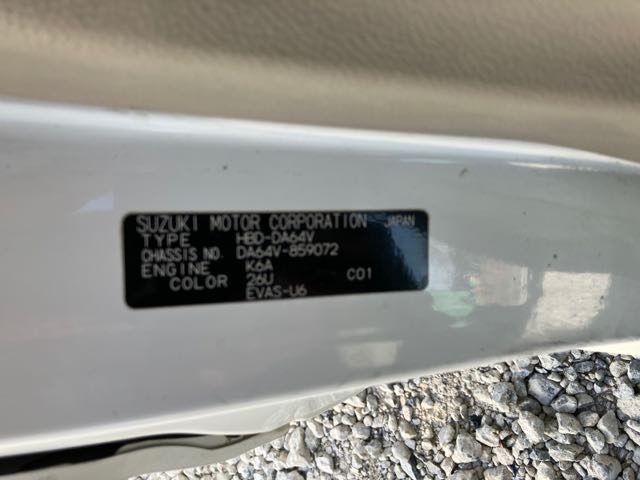 SUZUKI MOTOR CORPORATION JAPAN
TYPE HBD-DA64V
CHASSIS NO. DA64V-859072
ENGINE K6A
COLOR 26U C01
EVAS-U6